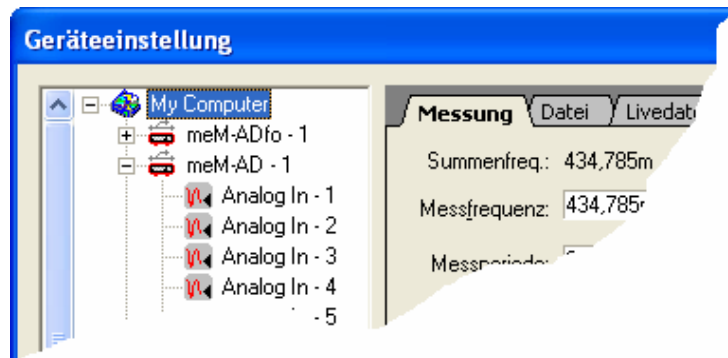 Geräteeinstellung
My Computer
meM-ADfo - 1
meM-AD - 1
Analog In - 1
Analog In - 2
Analog In - 3
Analog In - 4
- 5
Messung Datei
Summenfreq.: 434,785m
Messfrequenz: 434,785